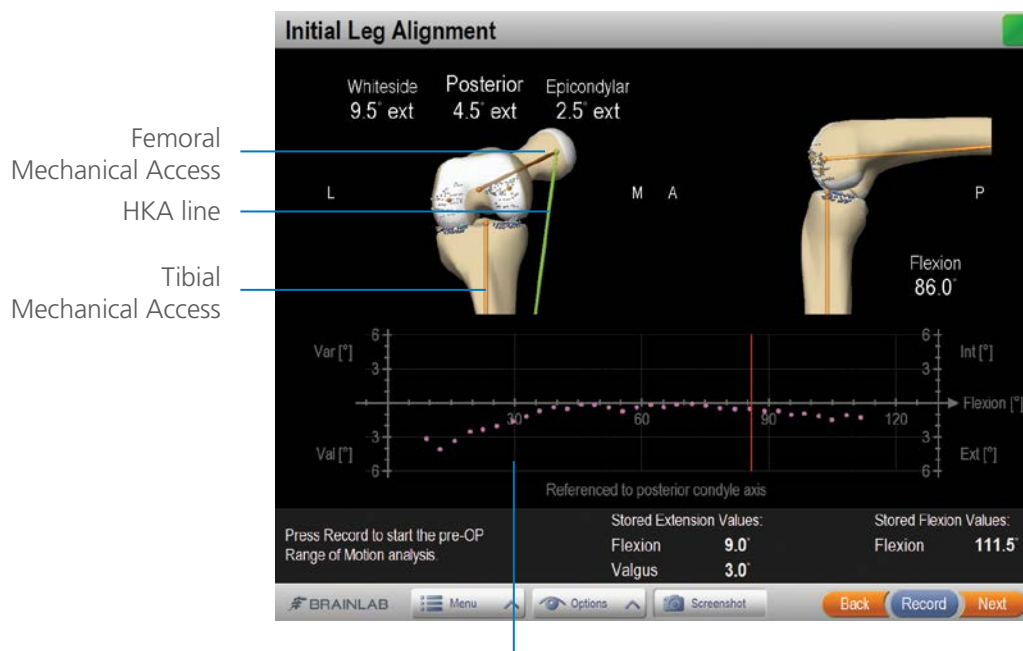 Initial Leg Alignment
Whiteside Posterior Epicondylar
9.5° ext 4.5° ext 2.5° ext
Femoral
Mechanical Access
HKA line
Tibial
Mechanical Access
L M A P
Flexion
86.0°
6 6
Var [°] Int [°]
3 3
30 60 90 120 Flexion [°]
3 3
Val [°] Ext [°]
6 6
Referenced to posterior condyle axis
Press Record to start the pre-OP
Range of Motion analysis.
Stored Extension Values:
Flexion 9.0°
Valgus 3.0°
Stored Flexion Values:
Flexion 111.5°
BRAINLAB Menu Options Screenshot Back Record Next